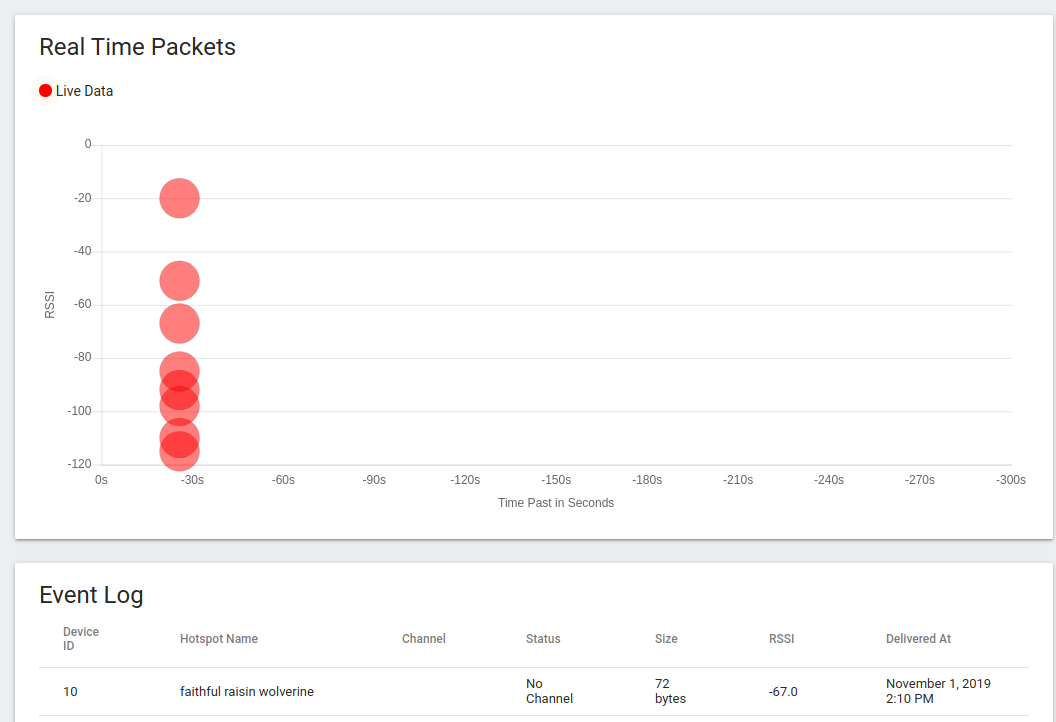 Real Time Packets
Live Data
0
-20
-40
-60
-80
-100
-120
RSSI
0s -30s -60s -90s -120s -150s -180s -210s -240s -270s -300s
Time Past in Seconds
Event Log
Device
ID
Hotspot Name
Channel
Status
Size
RSSI
Delivered At
10
faithful raisin wolverine
No
Channel
72
bytes
-67.0
November 1, 2019
2:10 PM